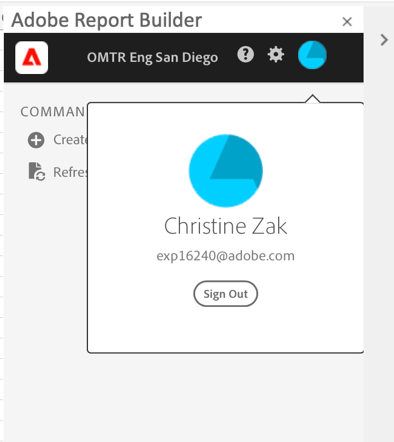 Adobe Report Builder
OMTR Eng San Diego
COMMAN
Create
Refres
Christine Zak
exp16240@adobe.com
Sign Out